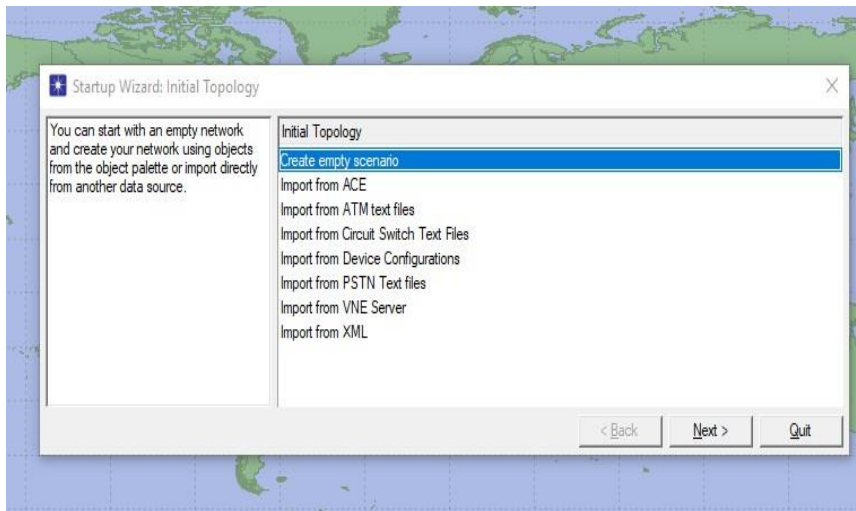 Startup Wizard: Initial Topology
You can start with an empty network
and create your network using objects
from the object palette or import directly
from another data source.
Initial Topology
Create empty scenario
Import from ACE
Import from ATM text files
Import from Circuit Switch Text Files
Import from Device Configurations
Import from PSTN Text files
Import from VNE Server
Import from XML
< Back
Next >
Quit